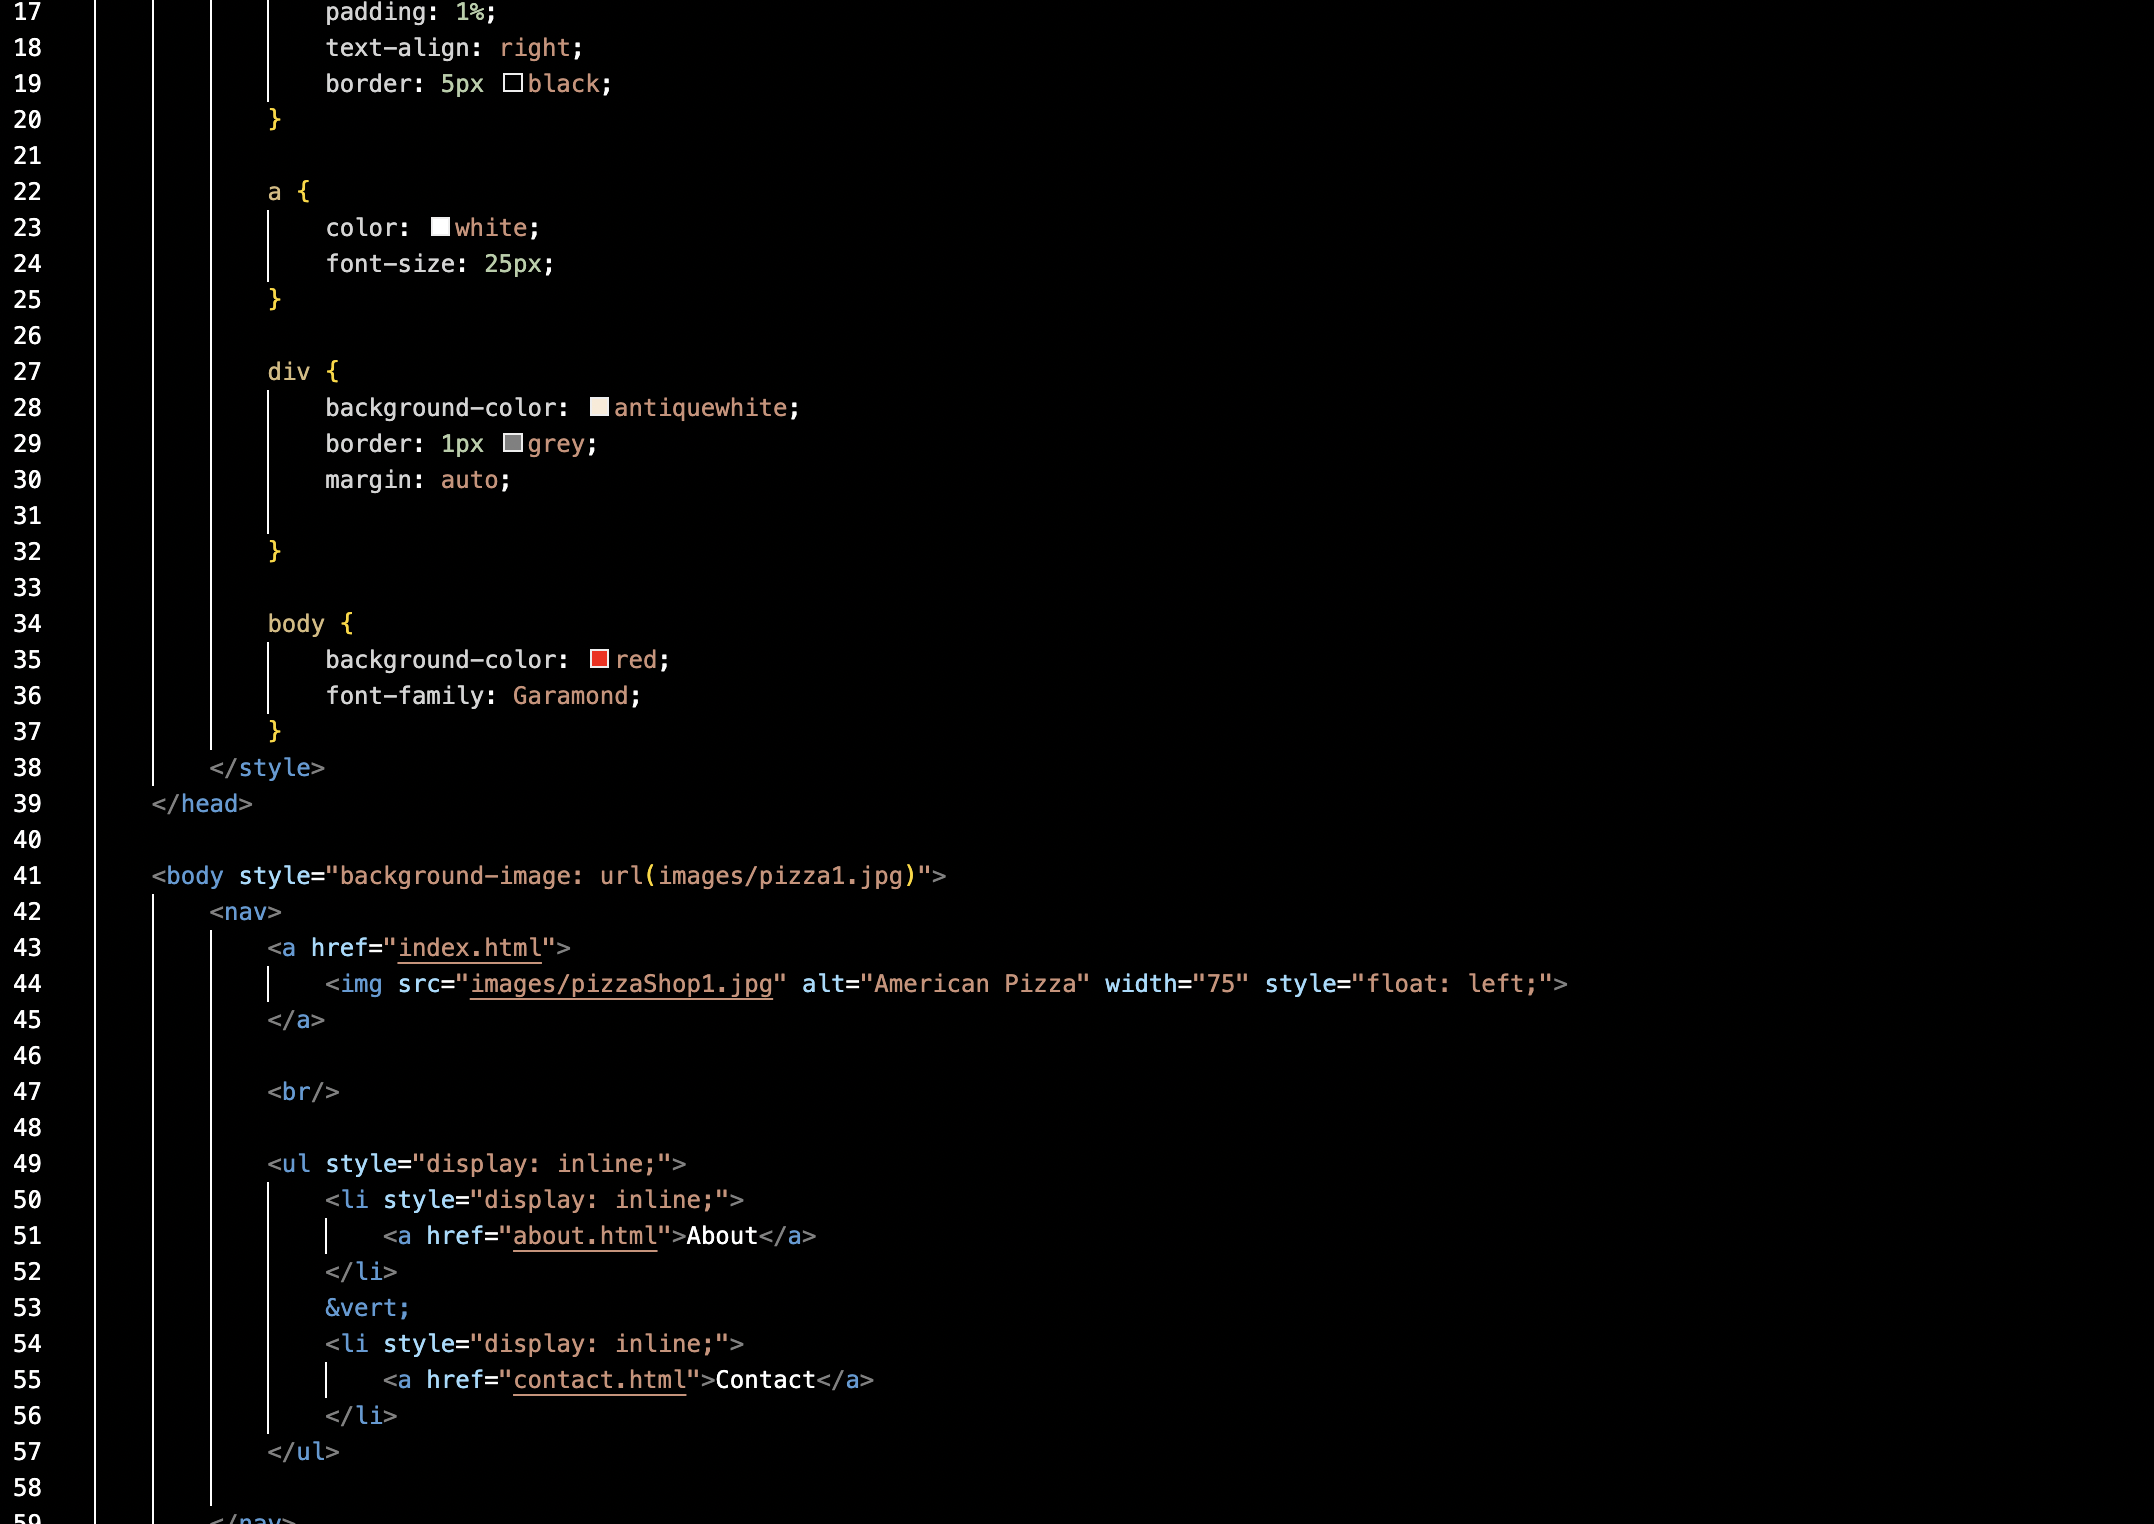 17 padding: 1%;
18 text-align: right;
19 border: 5px black;
20 }
21
22 a {
23 color: white;
24 font-size: 25px;
25 }
26
27 div {
28 background-color: antiquewhite;
29 border: 1px grey;
30 margin: auto;
31
32 }
33
34 body {
35 background-color: red;
36 font-family: Garamond;
37 }
38 </style>
39 </head>
40
41 <body style="background-image: url(images/pizza1.jpg)">
42 <nav>
43 <a href="index.html">
44 <img src="images/pizzaShop1.jpg" alt="American Pizza" width="75" style="float: left;">
45 </a>
46
47 <br/>
48
49 <ul style="display: inline;">
50 <li style="display: inline;">
51 <a href="about.html">About</a>
52 </li>
53 &vert;
54 <li style="display: inline;">
55 <a href="contact.html">Contact</a>
56 </li>
57 </ul>
58
59 </nav>